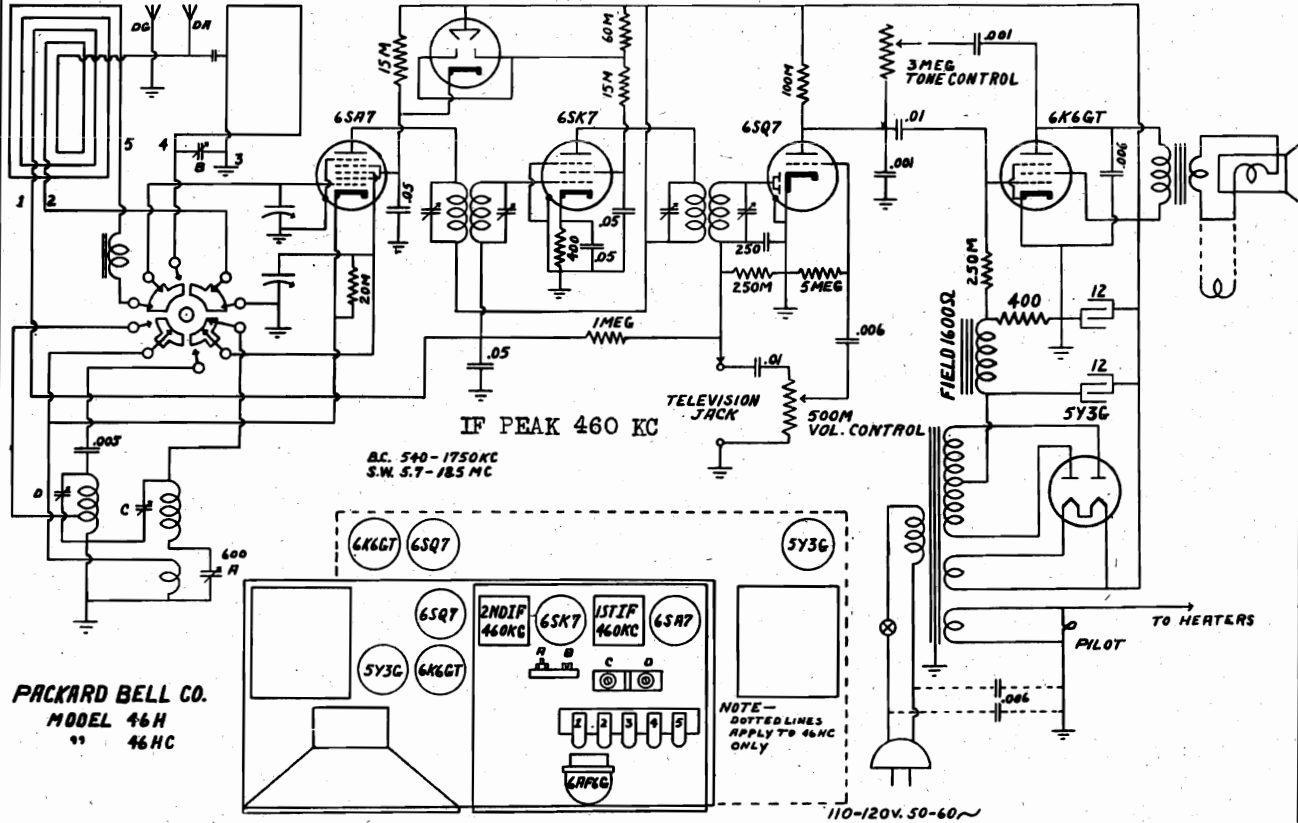 DG
DA
15M
60M
15M
100M
3MEG
TONE CONTROL
.001
6SA7
6SK7
6SQ7
.01
6K6GT
.001
.006
5
4
B
3
1
2
.05
.05
400
.05
250
250M
5MEG
20M
250M
400
12
1MEG
.006
FIELD 1600Ω
12
5Y3G
.05
.01
TELEVISION
JACK
500M
VOL. CONTROL
IF PEAK 460 KC
B.C. 540-1750KC
S.W. 5.7-18.5 MC
.005
D
C
600
A
6K6GT
6SQ7
5Y3G
6SQ7
2NDIF
460KC
6SK7
1STIF
460KC
6SA7
5Y3G
6K6GT
A
B
C
D
1
2
3
4
5
6AF6G
NOTE-
DOTTED LINES
APPLY TO 46HC
ONLY
TO HEATERS
PILOT
.006
PACKARD BELL CO.
MODEL 46H
" 46HC
110-120V. 50-60~